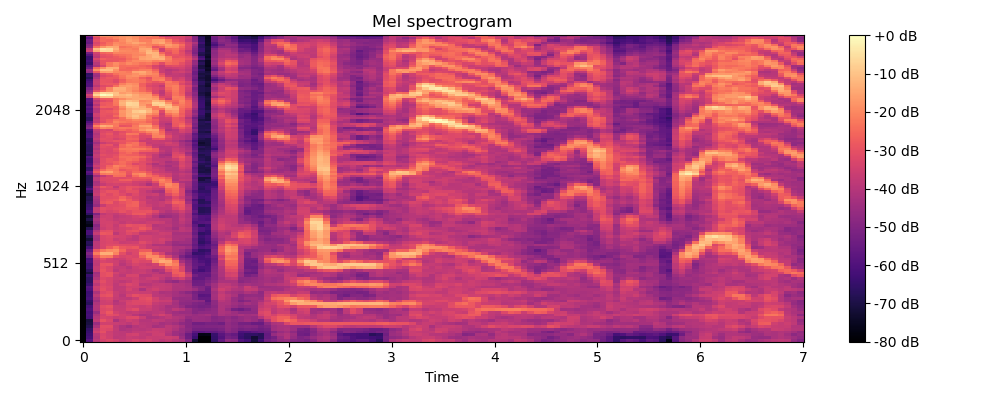 Mel spectrogram
+0 dB
-10 dB
-20 dB
-30 dB
-40 dB
-50 dB
-60 dB
-70 dB
-80 dB
Hz
2048
1024
512
0
0 1 2 3 4 5 6 7
Time